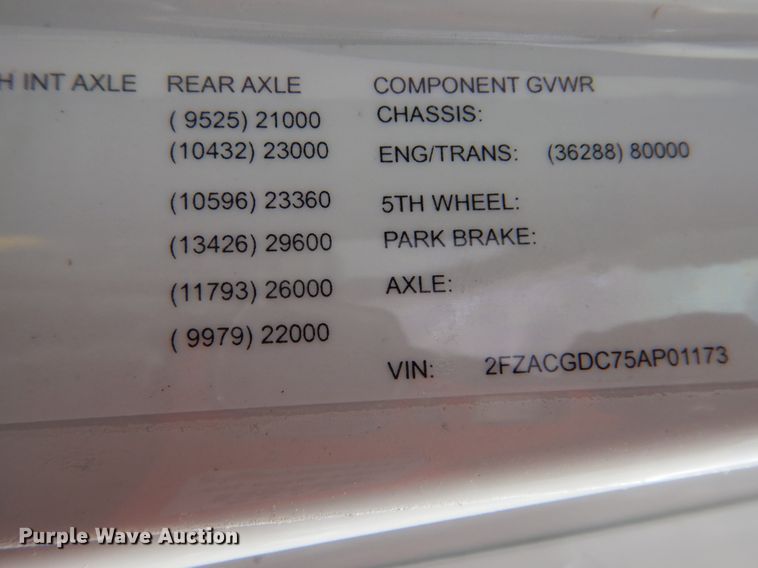 H INT AXLE REAR AXLE COMPONENT GVWR
( 9525) 21000 CHASSIS:
(10432) 23000 ENG/TRANS: (36288) 80000
(10596) 23360 5TH WHEEL:
(13426) 29600 PARK BRAKE:
(11793) 26000 AXLE:
( 9979) 22000
VIN: 2FZACGDC75AP01173
Purple Wave Auction